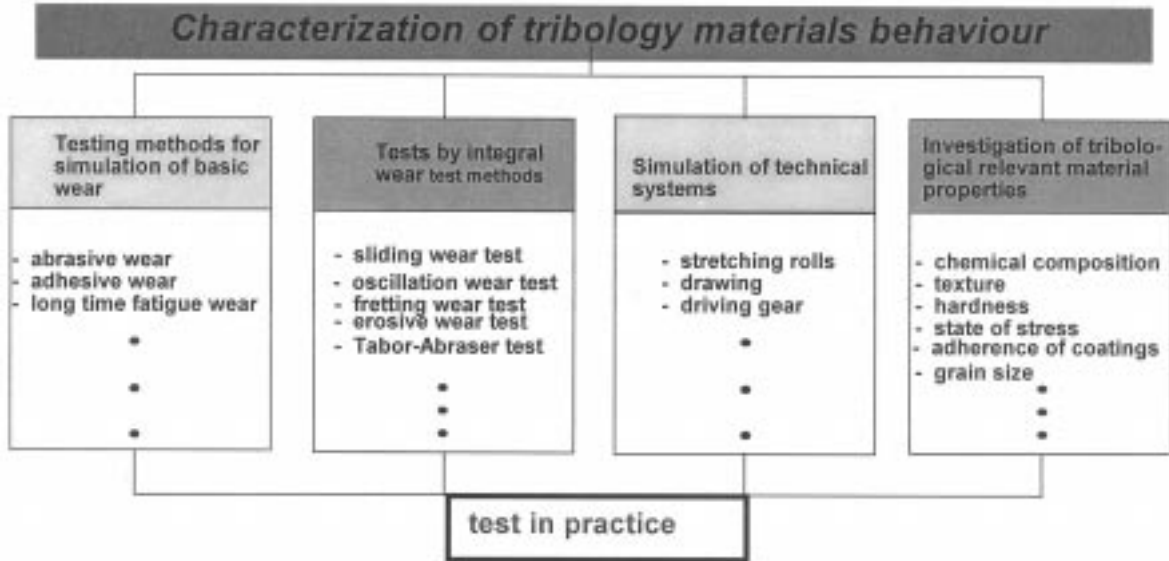 Characterization of tribology materials behaviour
Testing methods for
simulation of basic
wear
- abrasive wear
- adhesive wear
- long time fatigue wear
Tests by integral
wear test methods
- sliding wear test
- oscillation wear test
- fretting wear test
- erosive wear test
- Tabor-Abraser test
Simulation of technical
systems
- stretching rolls
- drawing
- driving gear
Investigation of tribolo-
gical relevant material
properties
- chemical composition
- texture
- hardness
- state of stress
- adherence of coatings
- grain size
test in practice